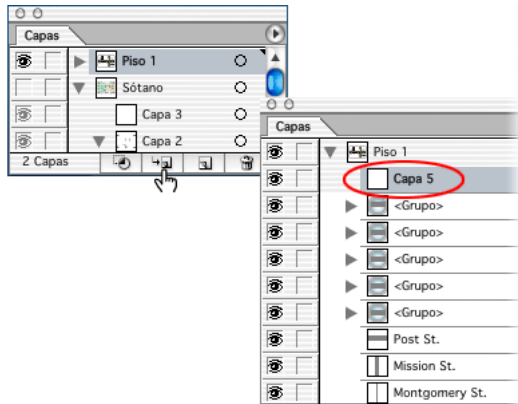 Capas
Piso 1
Sótano
Capa 3
Capa 2
2 Capas
Capas
Piso 1
Capa 5
<Grupo>
<Grupo>
<Grupo>
<Grupo>
<Grupo>
Post St.
Mission St.
Montgomery St.